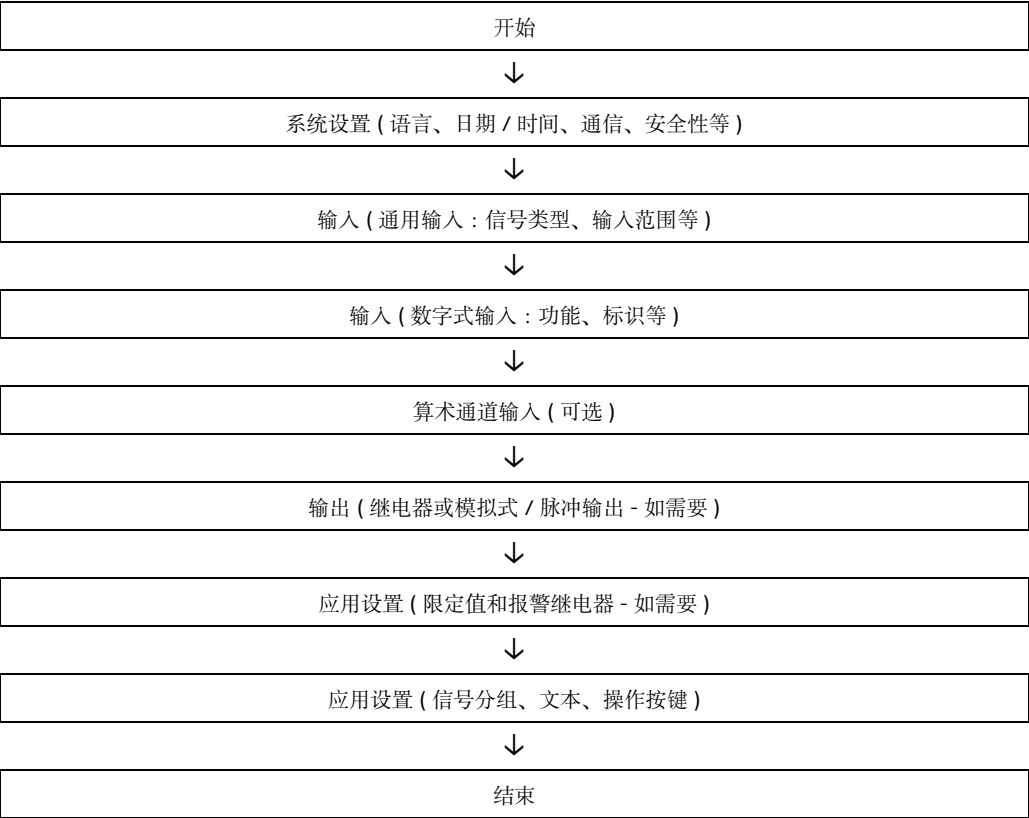 开始
↓
系统设置 ( 语言、日期 / 时间、通信、安全性等 )
↓
输入 ( 通用输入：信号类型、输入范围等 )
↓
输入 ( 数字式输入：功能、标识等 )
↓
算术通道输入 ( 可选 )
↓
输出 ( 继电器或模拟式 / 脉冲输出 - 如需要 )
↓
应用设置 ( 限定值和报警继电器 - 如需要 )
↓
应用设置 ( 信号分组、文本、操作按键 )
↓
结束